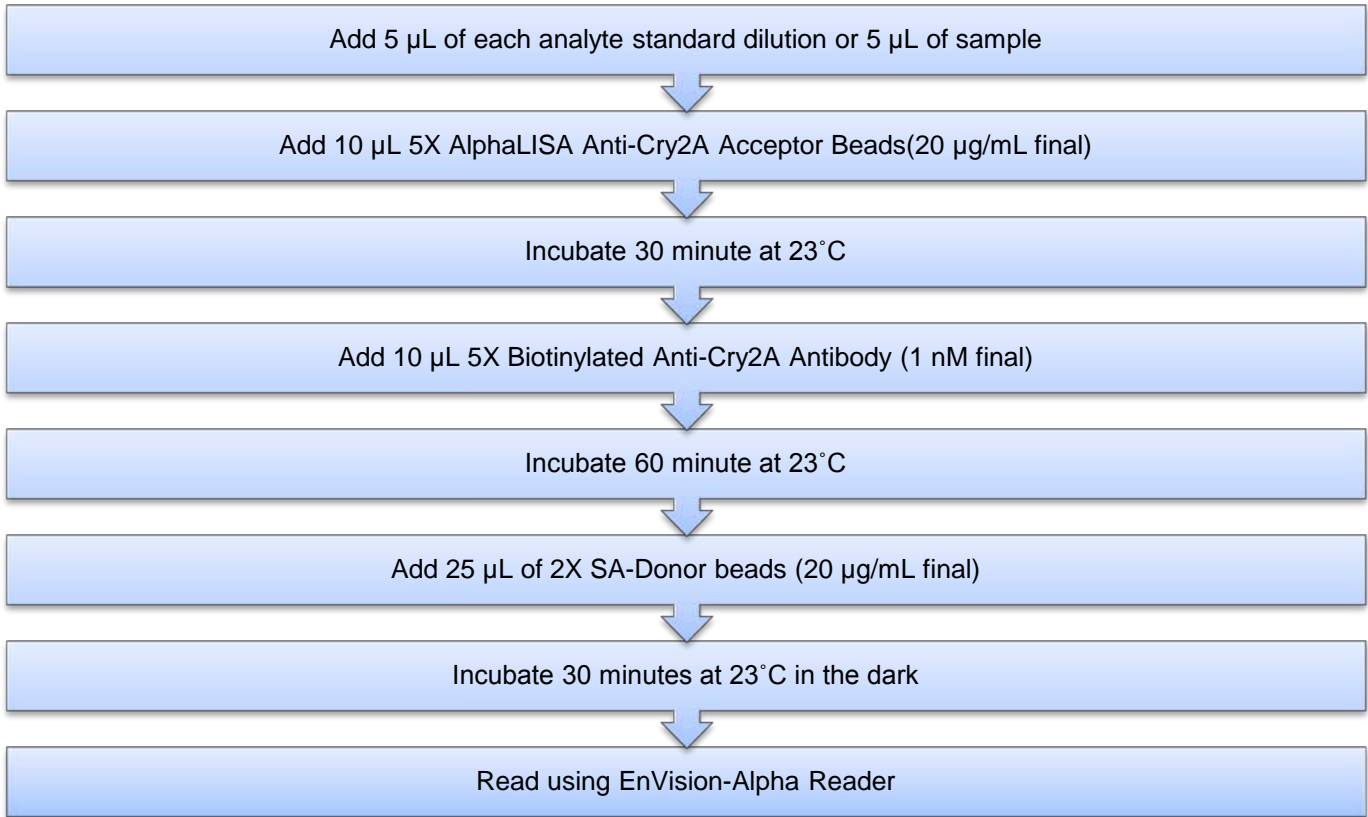 Add 5 µL of each analyte standard dilution or 5 µL of sample
Add 10 µL 5X AlphaLISA Anti-Cry2A Acceptor Beads(20 µg/mL final)
Incubate 30 minute at 23˚C
Add 10 µL 5X Biotinylated Anti-Cry2A Antibody (1 nM final)
Incubate 60 minute at 23˚C
Add 25 µL of 2X SA-Donor beads (20 µg/mL final)
Incubate 30 minutes at 23˚C in the dark
Read using EnVision-Alpha Reader